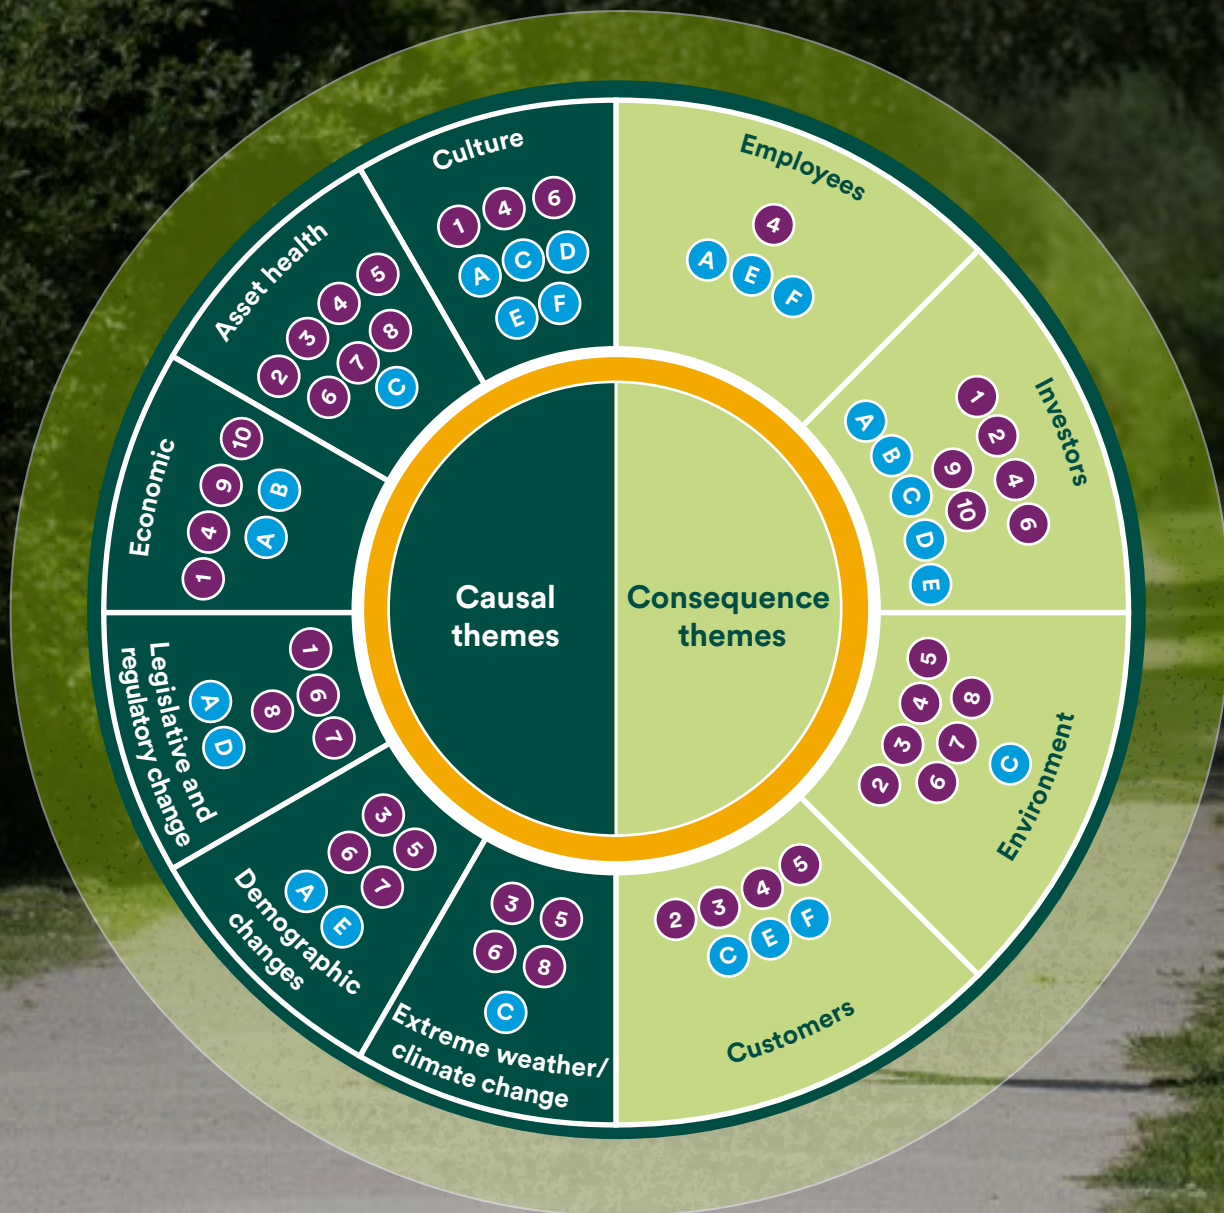 Culture
1 4 6
A C D
E F
Employees
4
A E F
Asset health
2 3 4 5
6 7 8
C
Investors
1 2 4 6
9 10
A B C D E
Economic
1 4 9 10
A B
Causal
themes
Consequence
themes
Legislative and
regulatory change
1 6 7
8
A D
Environment
2 3 4 5
6 7 8
C
Demographic
changes
3 5
6 7
A E
Extreme weather/
climate change
3 5
6 8
C
Customers
2 3 4 5
C E F